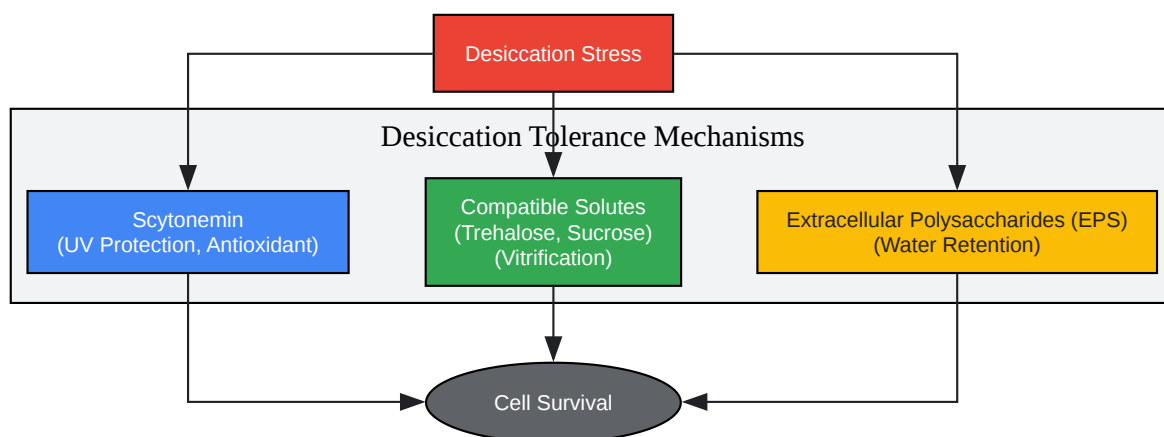 Desiccation Stress
Desiccation Tolerance Mechanisms
Scytonemin
(UV Protection, Antioxidant)
Compatible Solutes
(Trehalose, Sucrose)
(Vitrification)
Extracellular Polysaccharides (EPS)
(Water Retention)
Cell Survival